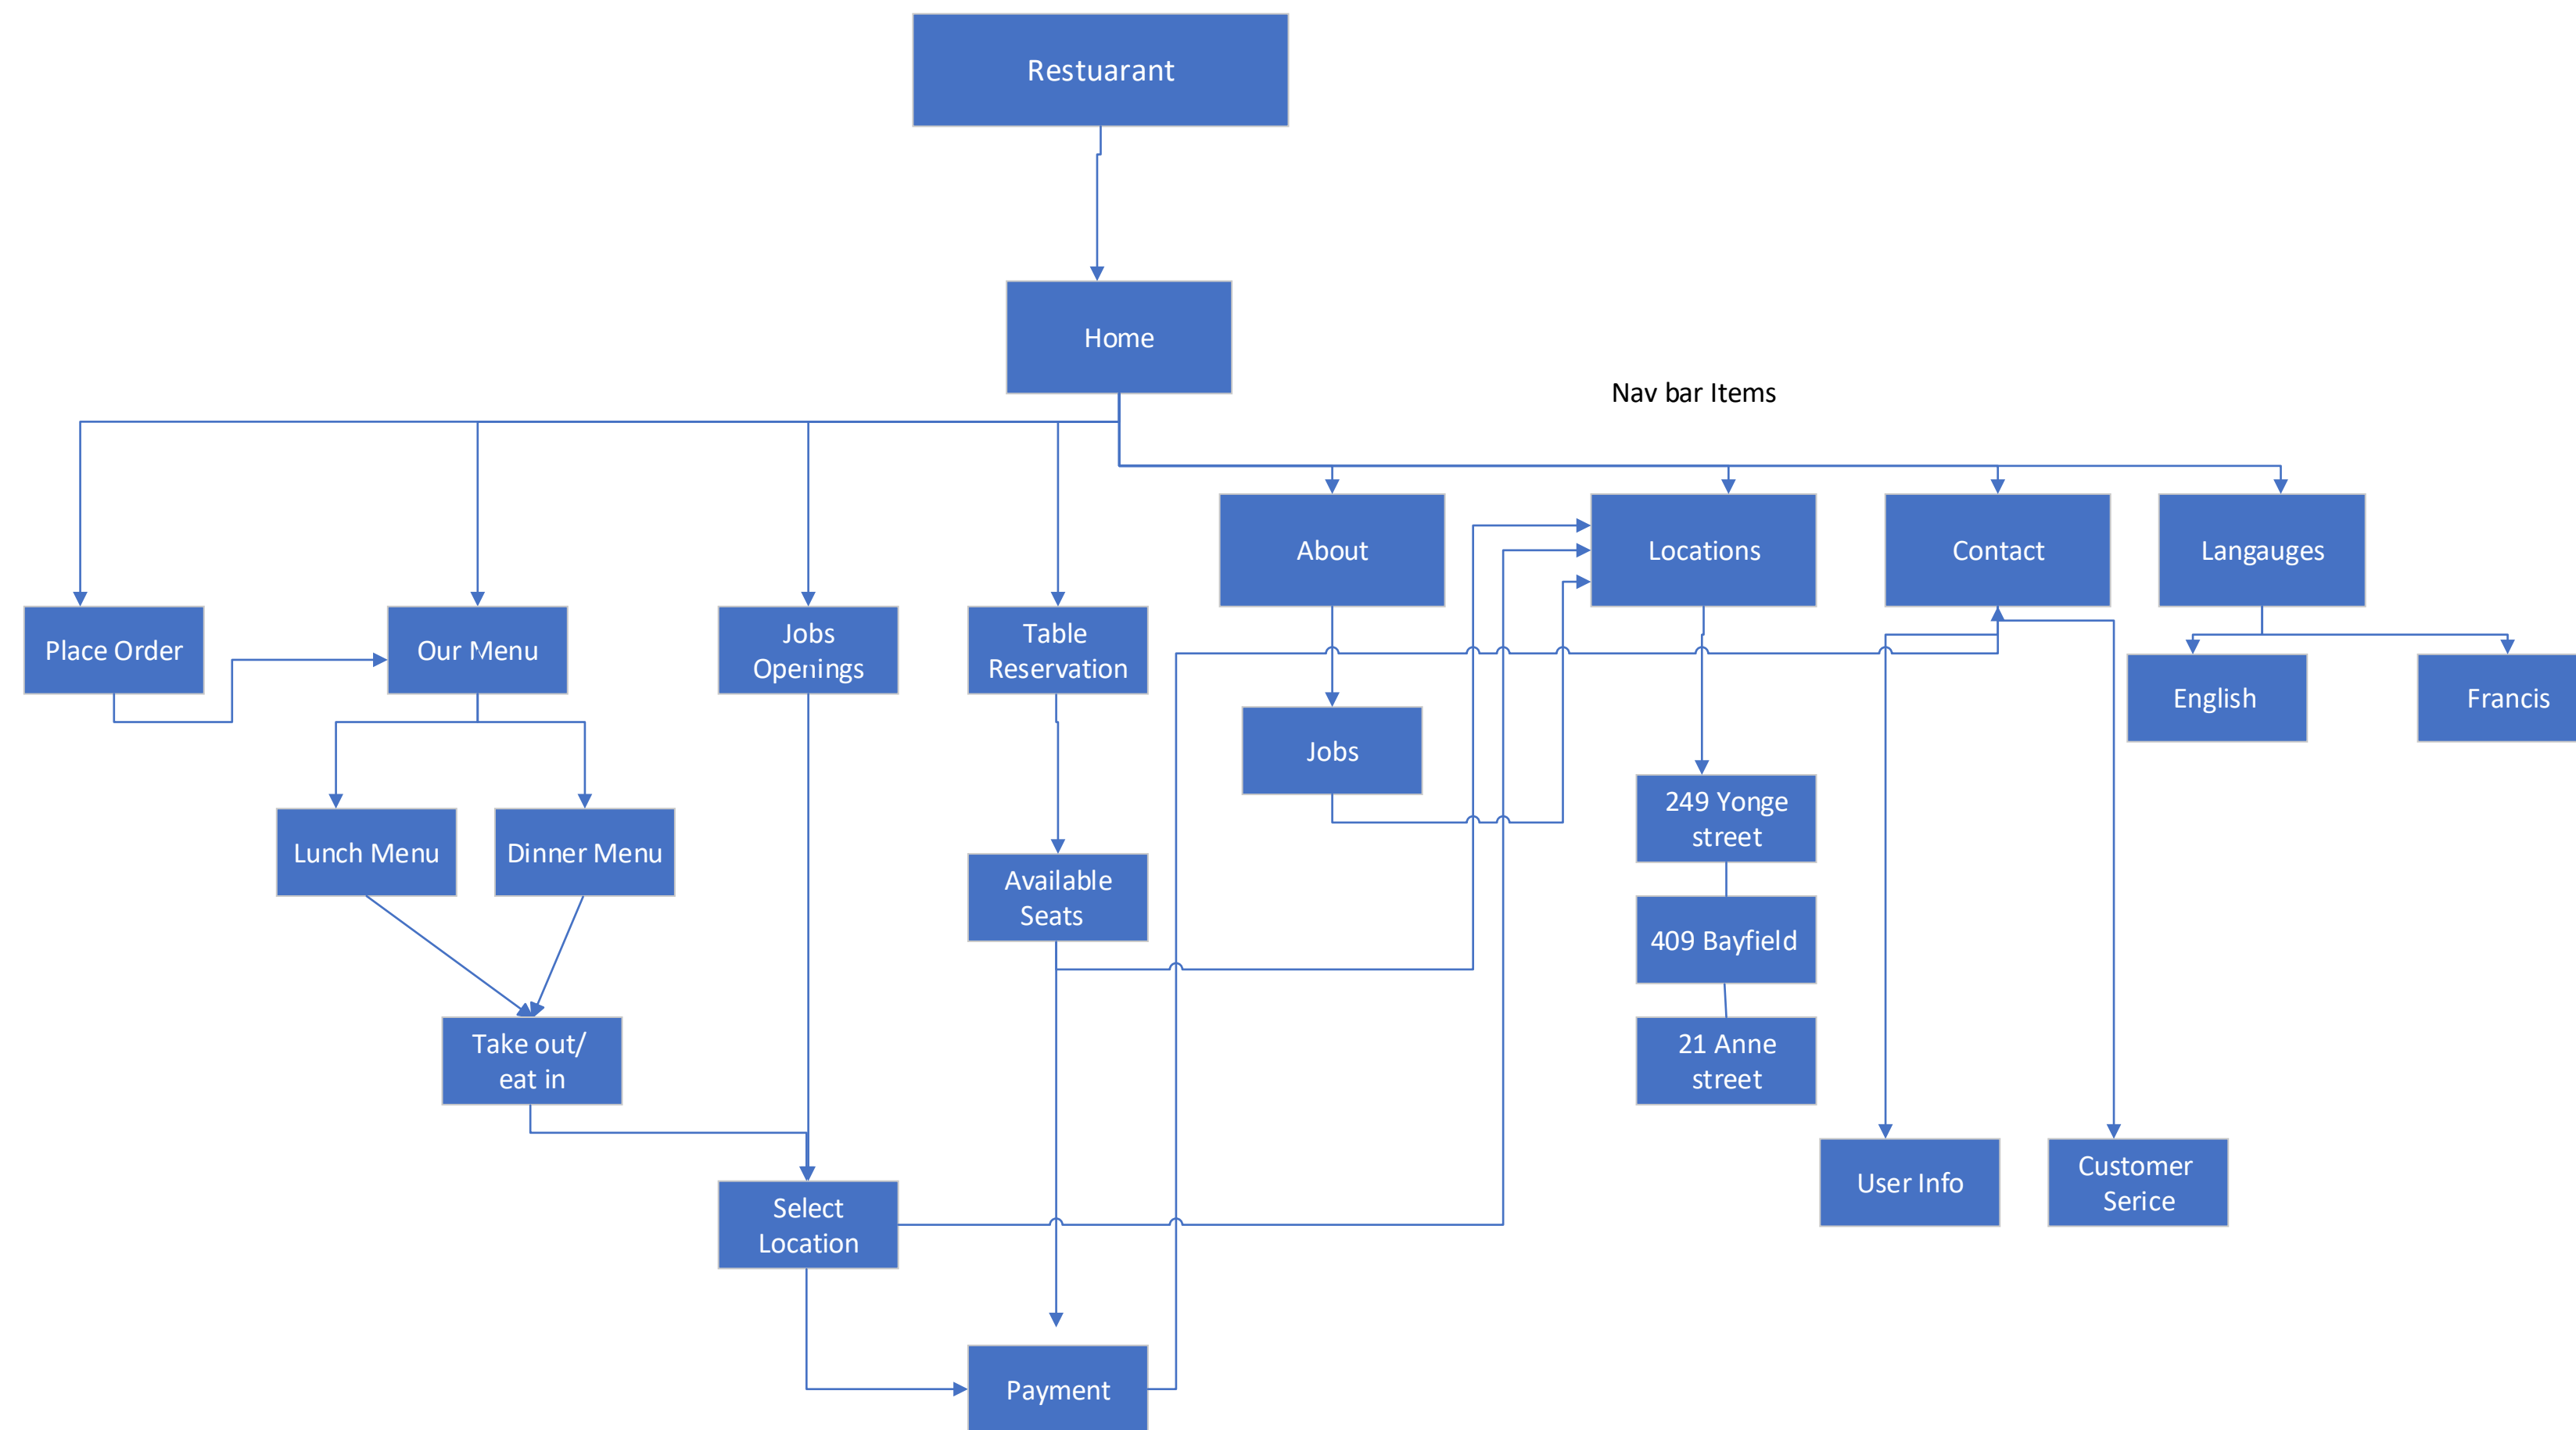 Restuarant
Home
Nav bar Items
About
Locations
Contact
Langauges
Place Order
Our Menu
Jobs
Openings
Table
Reservation
English
Francis
Jobs
249 Yonge
street
Lunch Menu
Dinner Menu
Available
Seats
409 Bayfield
Take out/
eat in
21 Anne
street
User Info
Customer
Serice
Select
Location
Payment